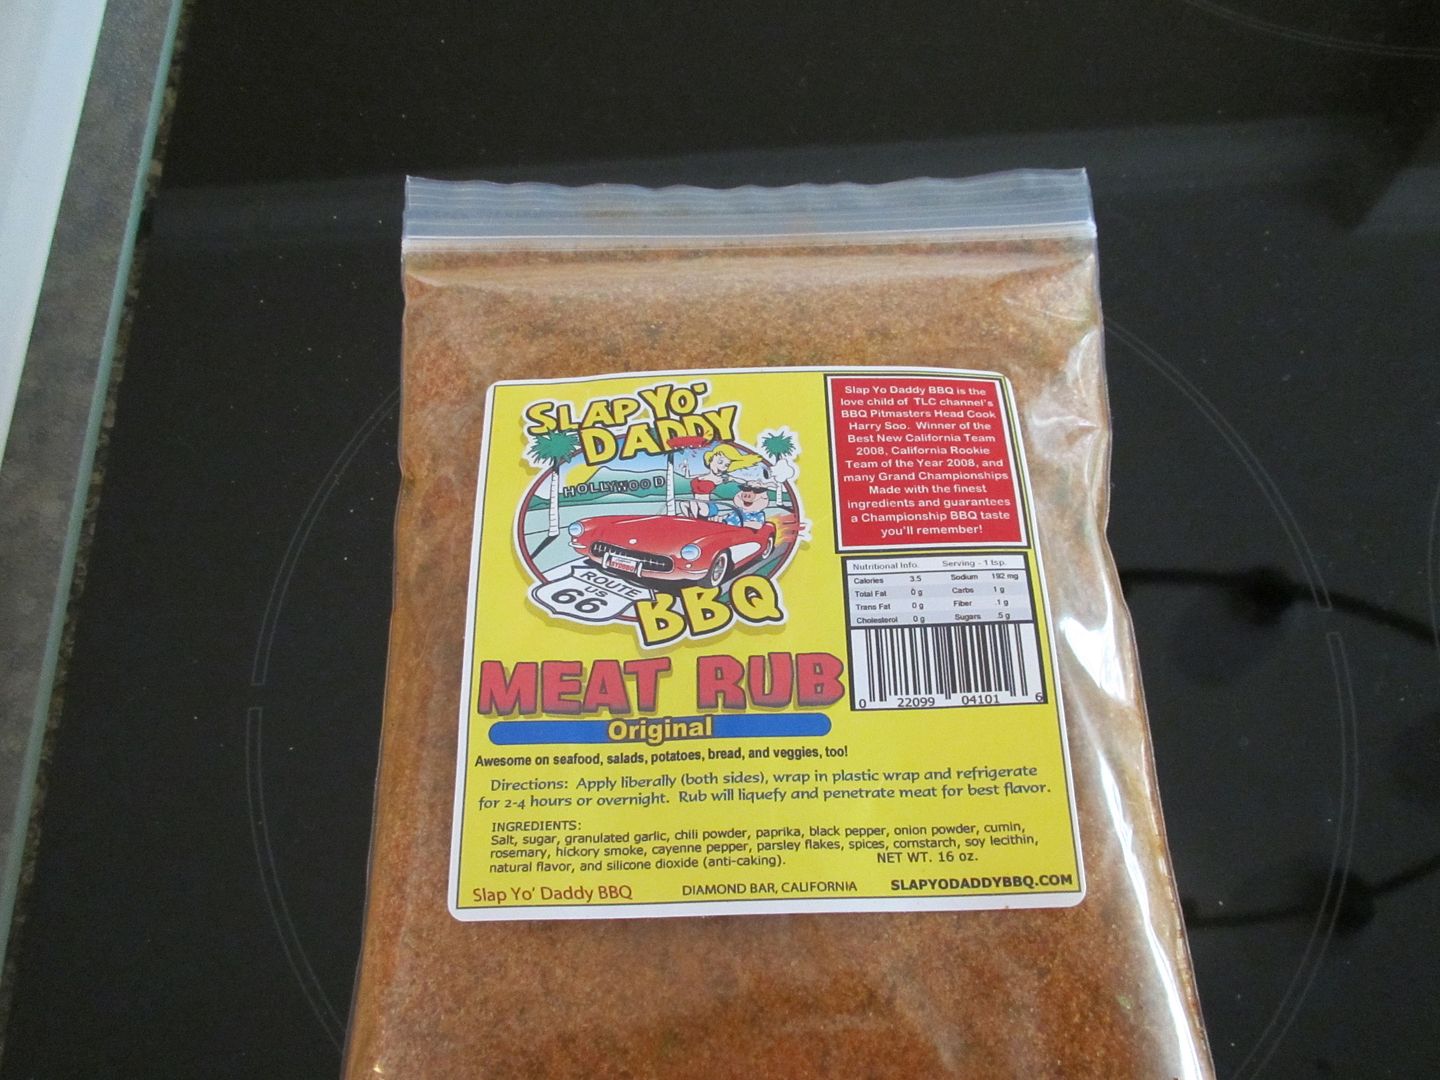 SLAP YO'
DADDY
HOLLYWOOD
ROUTE
US
66
BBQ
MEAT RUB
Original
Awesome on seafood, salads, potatoes, bread, and veggies, too!
Slap Yo Daddy BBQ is the
love child of TLC channel's
BBQ Pitmasters Head Cook
Harry Soo. Winner of the
Best New California Team
2008, California Rookie
Team of the Year 2008, and
many Grand Championships
Made with the finest
ingredients and guarantees
a Championship BBQ taste
you'll remember!
Nutritional Info. Serving - 1 tsp.
Calories 3.5 Sodium 192 mg
Total Fat 0 g Carbs 1 g
Trans Fat 0 g Fiber .1 g
Cholesterol 0 g Sugars .5 g
0 22099 04101 6
Directions: Apply liberally (both sides), wrap in plastic wrap and refrigerate
for 2-4 hours or overnight. Rub will liquefy and penetrate meat for best flavor.
INGREDIENTS:
Salt, sugar, granulated garlic, chili powder, paprika, black pepper, onion powder, cumin,
rosemary, hickory smoke, cayenne pepper, parsley flakes, spices, cornstarch, soy lecithin,
natural flavor, and silicone dioxide (anti-caking). NET WT. 16 oz.
Slap Yo' Daddy BBQ DIAMOND BAR, CALIFORNIA SLAPYODADDYBBQ.COM